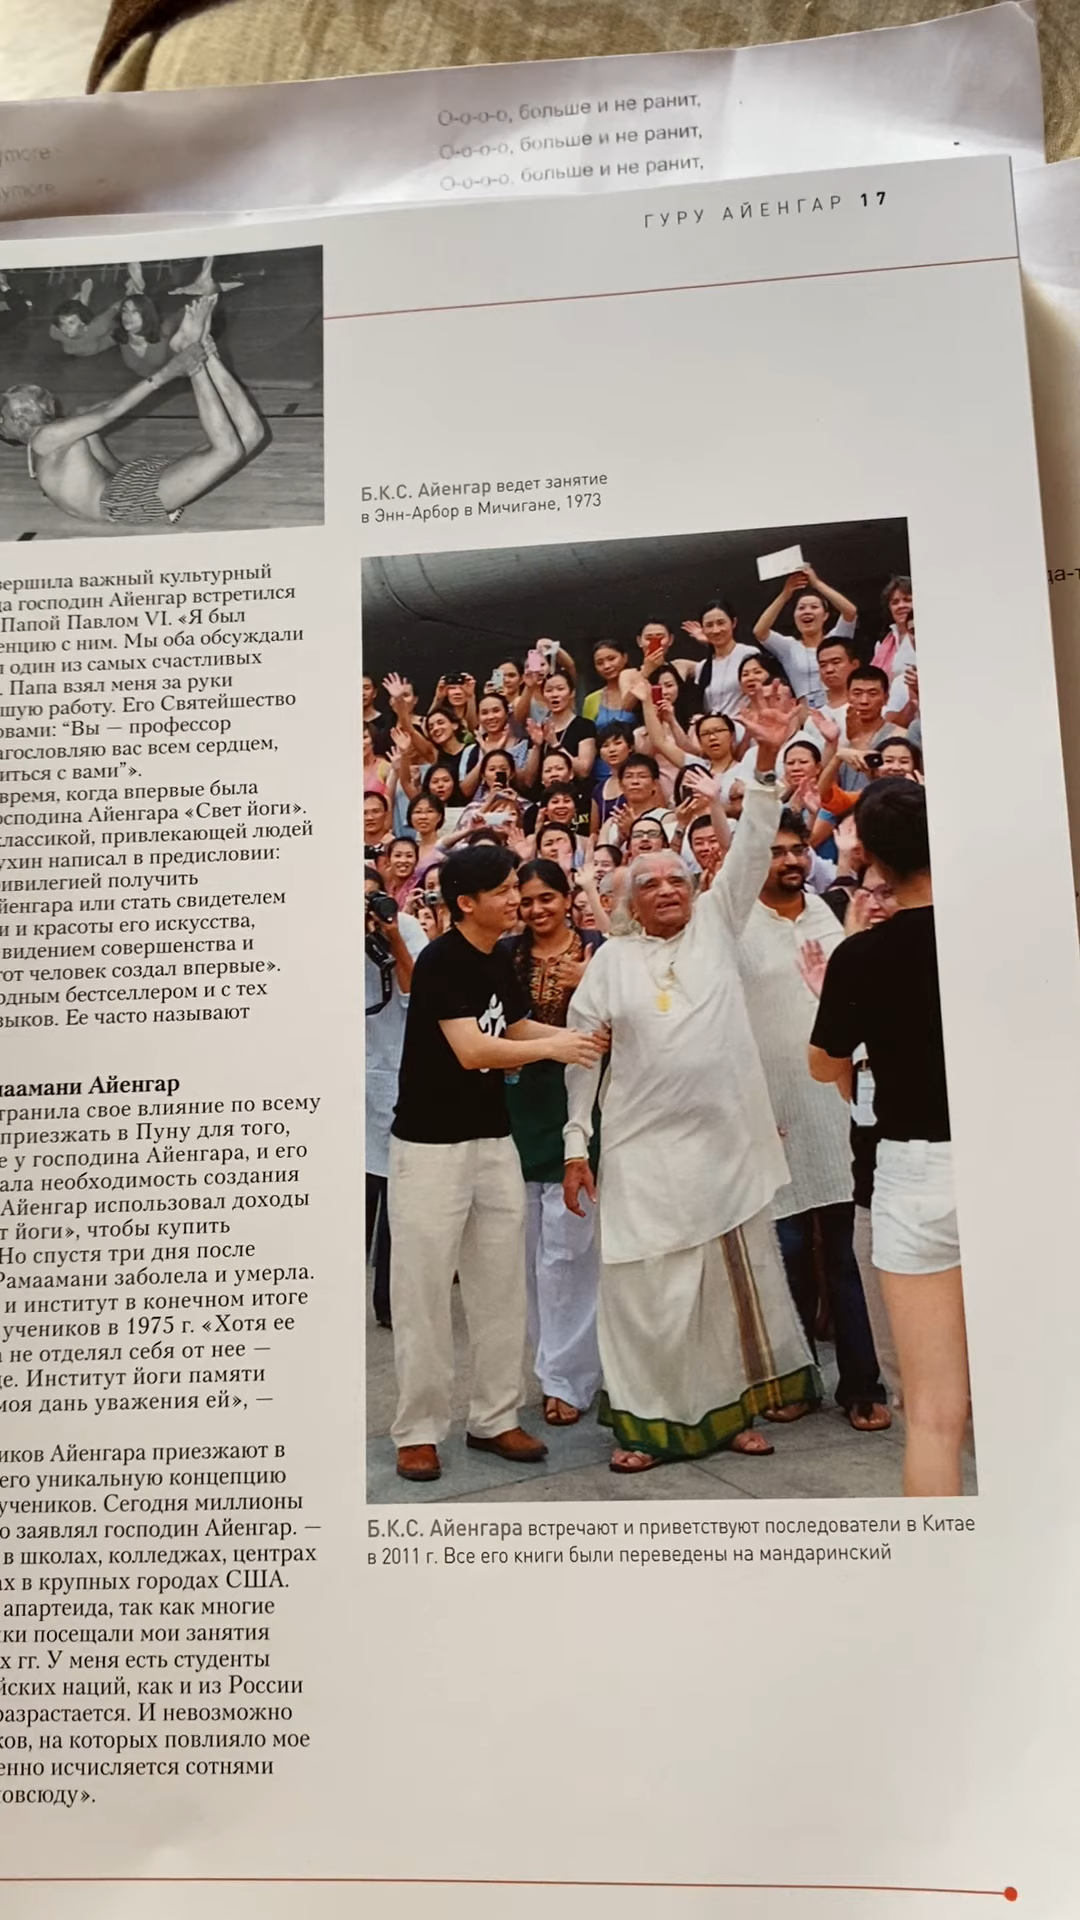 ymore
ymore
О-о-о-о, больше и не ранит,
О-о-о-о, больше и не ранит,
О-о-о-о, больше и не ранит,
ГУРУ АЙЕНГАР 17
Б.К.С. Айенгар ведет занятие
в Энн-Арбор в Мичигане, 1973
вершила важный культурный
да господин Айенгар встретился
Папой Павлом VI. «Я был
енцию с ним. Мы оба обсуждали
л один из самых счастливых
. Папа взял меня за руки
шую работу. Его Святейшество
овами: “Вы — профессор
агословляю вас всем сердцем,
иться с вами”».
время, когда впервые была
осподина Айенгара «Свет йоги».
классикой, привлекающей людей
ухин написал в предисловии:
ривилегией получить
йенгара или стать свидетелем
и и красоты его искусства,
видением совершенства и
тот человек создал впервые».
одным бестселлером и с тех
зыков. Ее часто называют
маамани Айенгар
транила свое влияние по всему
приезжать в Пуну для того,
е у господина Айенгара, и его
ала необходимость создания
Айенгар использовал доходы
т йоги», чтобы купить
Но спустя три дня после
Рамаамани заболела и умерла.
и институт в конечном итоге
учеников в 1975 г. «Хотя ее
а не отделял себя от нее —
де. Институт йоги памяти
моя дань уважения ей», —
иков Айенгара приезжают в
его уникальную концепцию
учеников. Сегодня миллионы
о заявлял господин Айенгар. —
в школах, колледжах, центрах
ах в крупных городах США.
апартеида, так как многие
ки посещали мои занятия
х гг. У меня есть студенты
йских наций, как и из России
разрастается. И невозможно
ков, на которых повлияло мое
енно исчисляется сотнями
овсюду».
Б.К.С. Айенгара встречают и приветствуют последователи в Китае
в 2011 г. Все его книги были переведены на мандаринский